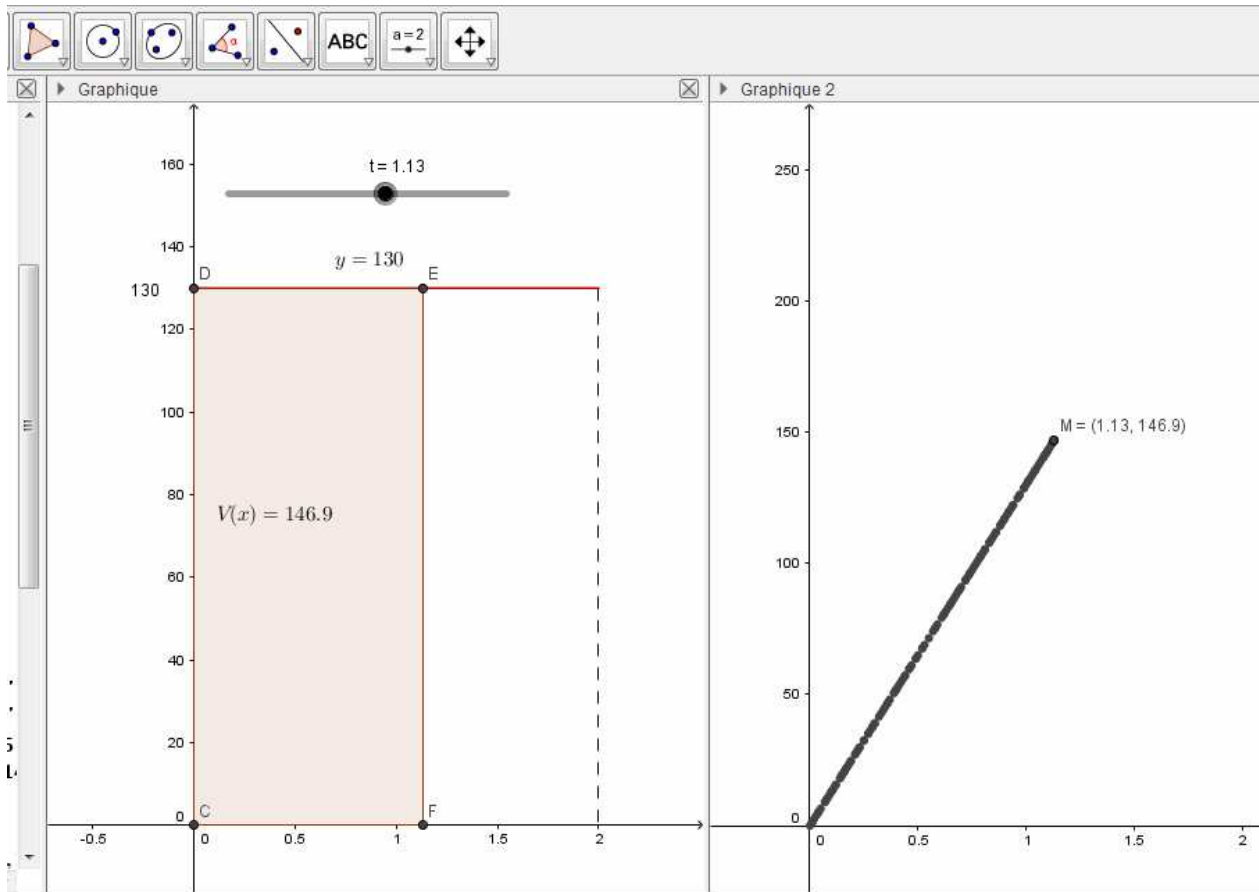 ABC
a = 2
α
Graphique
Graphique 2
t = 1.13
y = 130
D
E
130
V(x) = 146.9
C
F
160
140
120
100
80
60
40
20
0
-0.5
0
0.5
1
1.5
2
M = (1.13, 146.9)
250
200
150
100
50
0
0
0.5
1
1.5
2